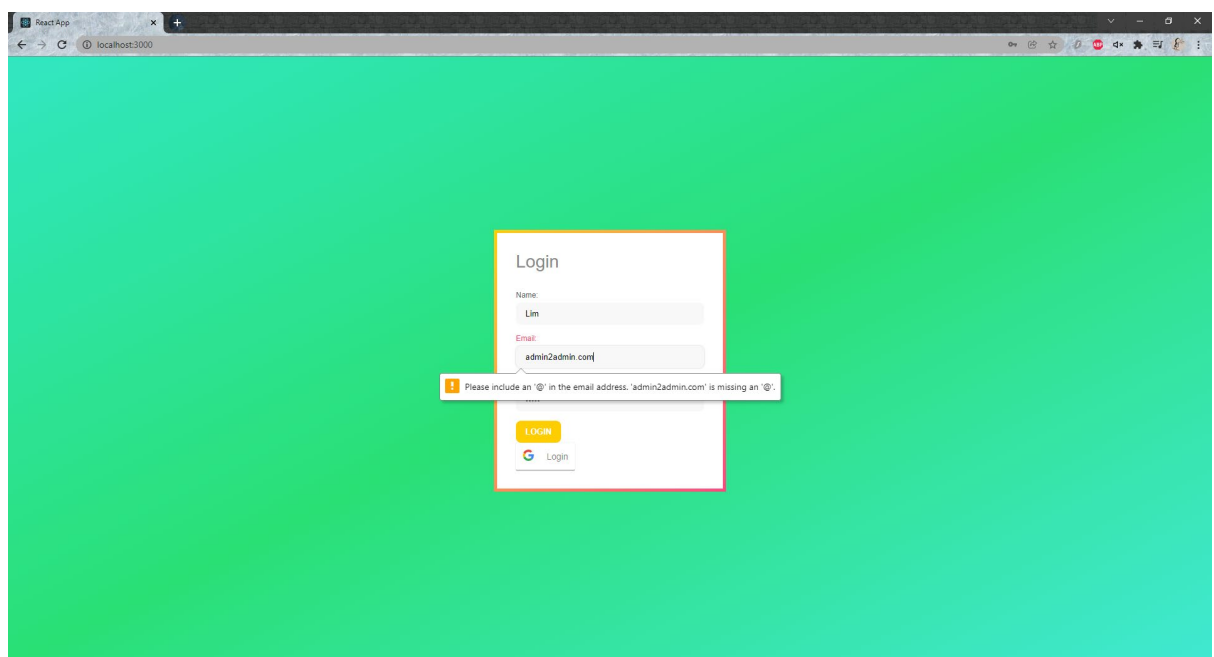 React App
localhost:3000
Login
Name:
Lim
Email:
admin2admin.com
Please include an '@' in the email address. 'admin2admin.com' is missing an '@'.
LOGIN
Login